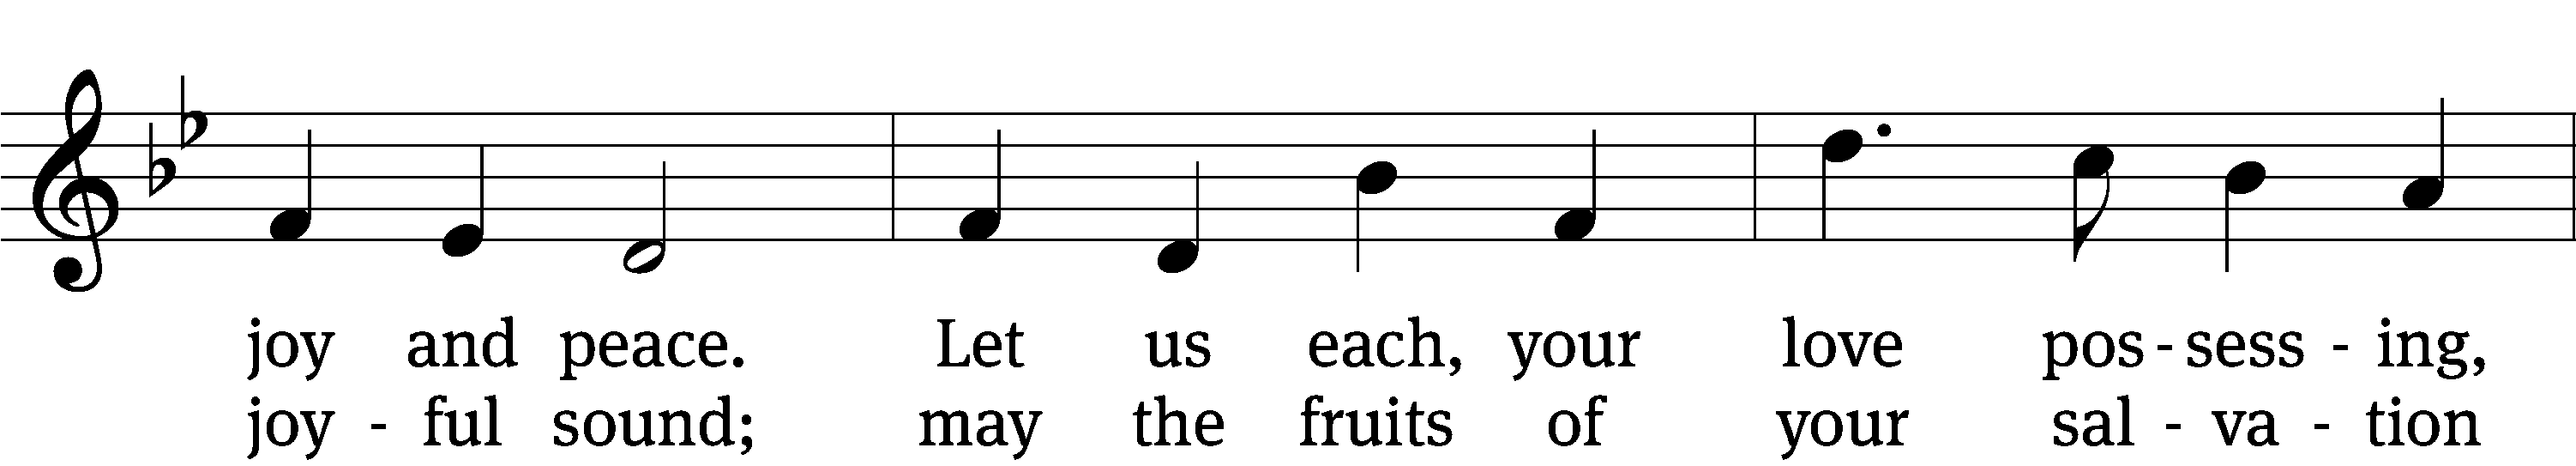 joy and peace. Let us each, your love pos - sess - ing,
joy - ful sound; may the fruits of your sal - va - tion